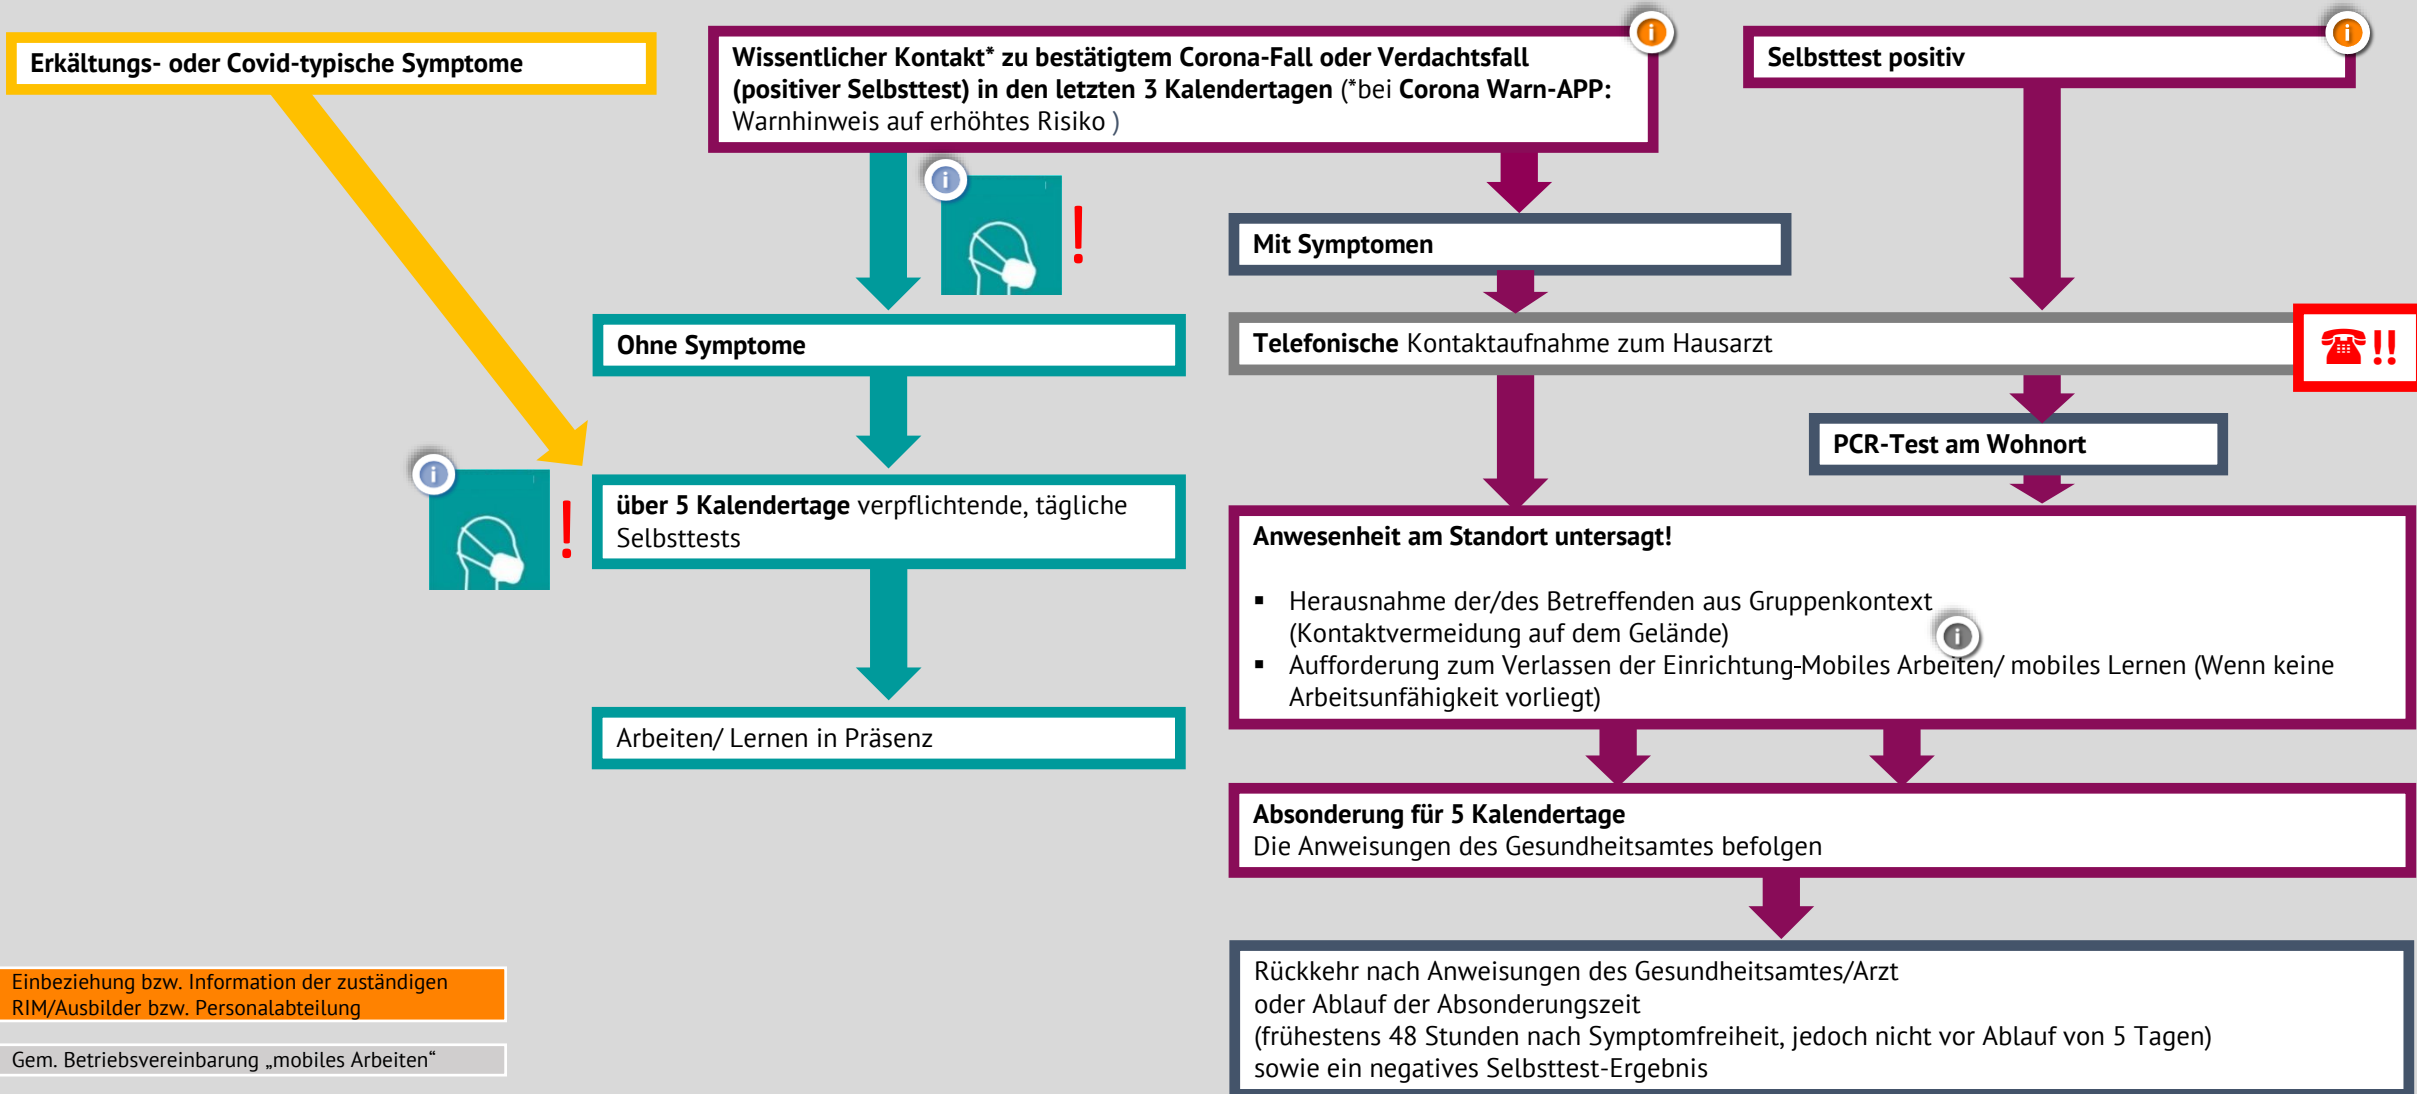 Erkältungs- oder Covid-typische Symptome
Wissentlicher Kontakt* zu bestätigtem Corona-Fall oder Verdachtsfall
(positiver Selbsttest) in den letzten 3 Kalendertagen (*bei Corona Warn-APP:
Warnhinweis auf erhöhtes Risiko )
i
Selbsttest positiv
i
i
!
Mit Symptomen
Ohne Symptome
Telefonische Kontaktaufnahme zum Hausarzt
☎!!
PCR-Test am Wohnort
i
!
über 5 Kalendertage verpflichtende, tägliche
Selbsttests
Anwesenheit am Standort untersagt!
▪ Herausnahme der/des Betreffenden aus Gruppenkontext
(Kontaktvermeidung auf dem Gelände)
i
▪ Aufforderung zum Verlassen der Einrichtung-Mobiles Arbeiten/ mobiles Lernen (Wenn keine
Arbeitsunfähigkeit vorliegt)
Arbeiten/ Lernen in Präsenz
Absonderung für 5 Kalendertage
Die Anweisungen des Gesundheitsamtes befolgen
Rückkehr nach Anweisungen des Gesundheitsamtes/Arzt
oder Ablauf der Absonderungszeit
(frühestens 48 Stunden nach Symptomfreiheit, jedoch nicht vor Ablauf von 5 Tagen)
sowie ein negatives Selbsttest-Ergebnis
Einbeziehung bzw. Information der zuständigen
RIM/Ausbilder bzw. Personalabteilung
Gem. Betriebsvereinbarung „mobiles Arbeiten“